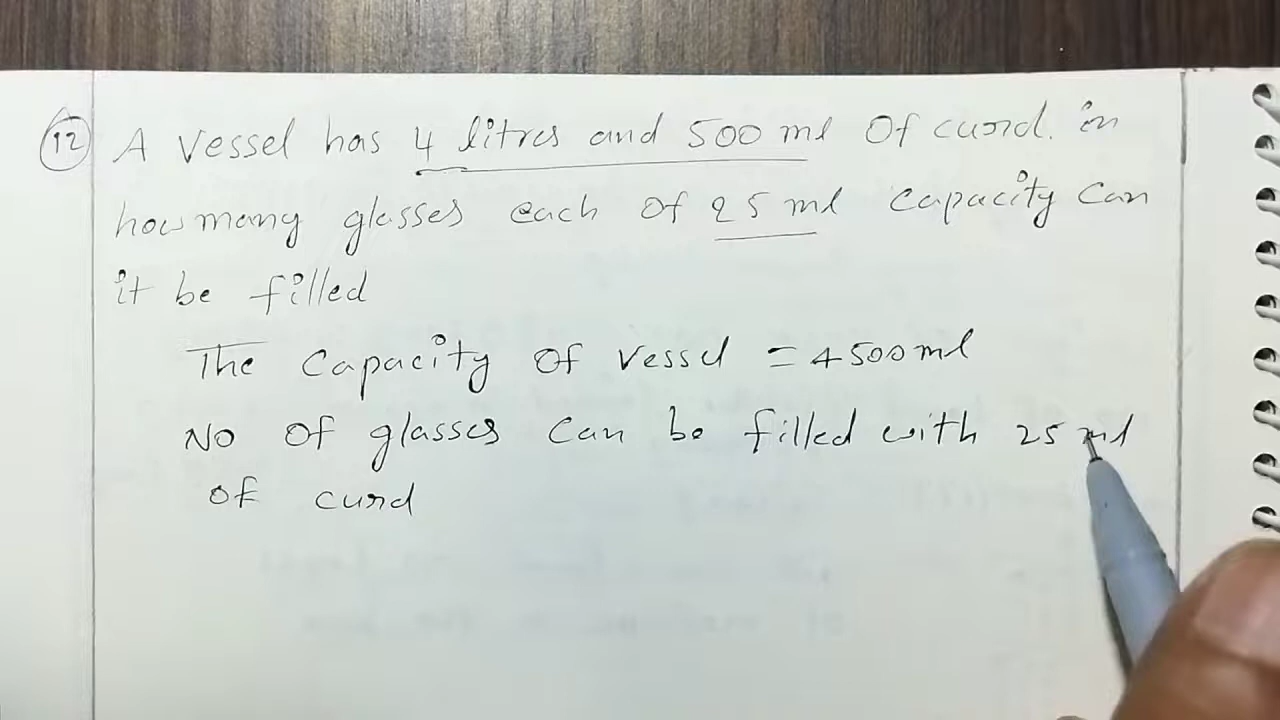 12 A vessel has 4 litres and 500 ml of curd. in
how many glasses each of 25 ml capacity can
it be filled
The capacity of vessel = 4500 ml
No of glasses can be filled with 25 ml
of curd